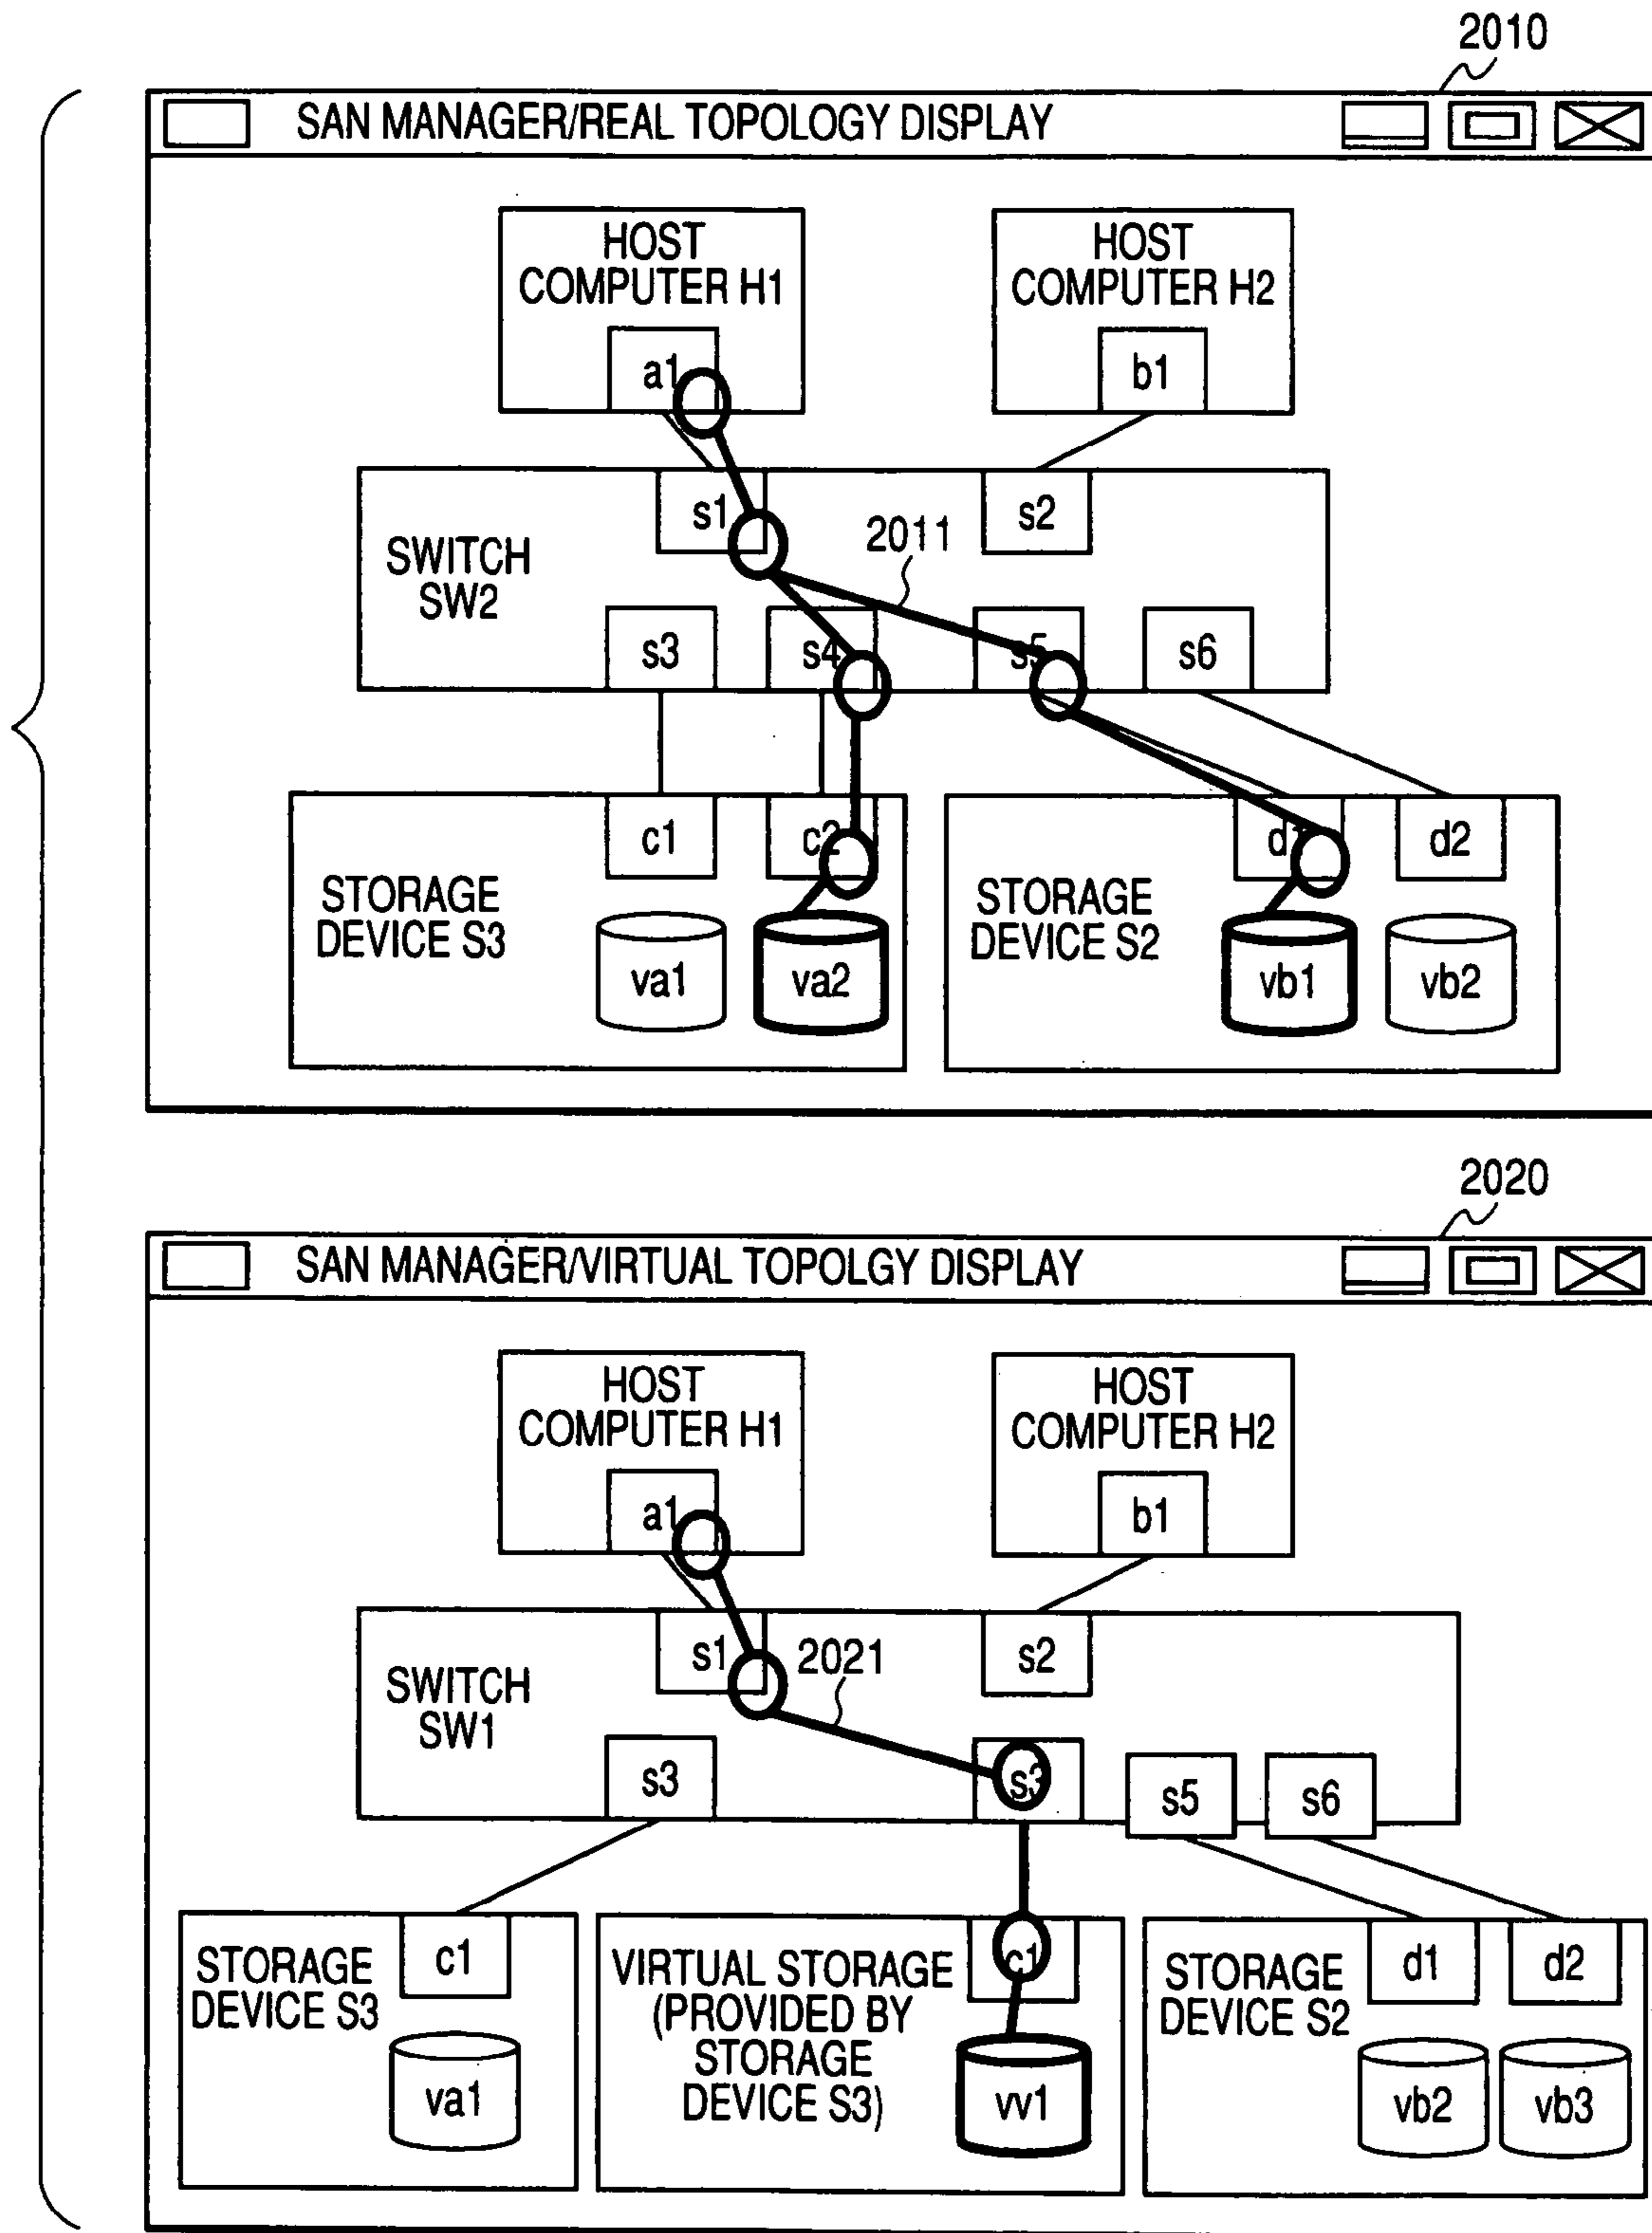 2010
SAN MANAGER/REAL TOPOLOGY DISPLAY
HOST
COMPUTER H1
a1
HOST
COMPUTER H2
b1
s1
s2
2011
SWITCH
SW2
s3
s4
s5
s6
c1
c2
d1
d2
STORAGE
DEVICE S3
va1
va2
STORAGE
DEVICE S2
vb1
vb2
2020
SAN MANAGER/VIRTUAL TOPOLGY DISPLAY
HOST
COMPUTER H1
a1
HOST
COMPUTER H2
b1
s1
2021
s2
SWITCH
SW1
s3
s3
s5
s6
STORAGE
DEVICE S3
c1
va1
VIRTUAL STORAGE
(PROVIDED BY
STORAGE
DEVICE S3)
c1
vv1
STORAGE
DEVICE S2
d1
d2
vb2
vb3